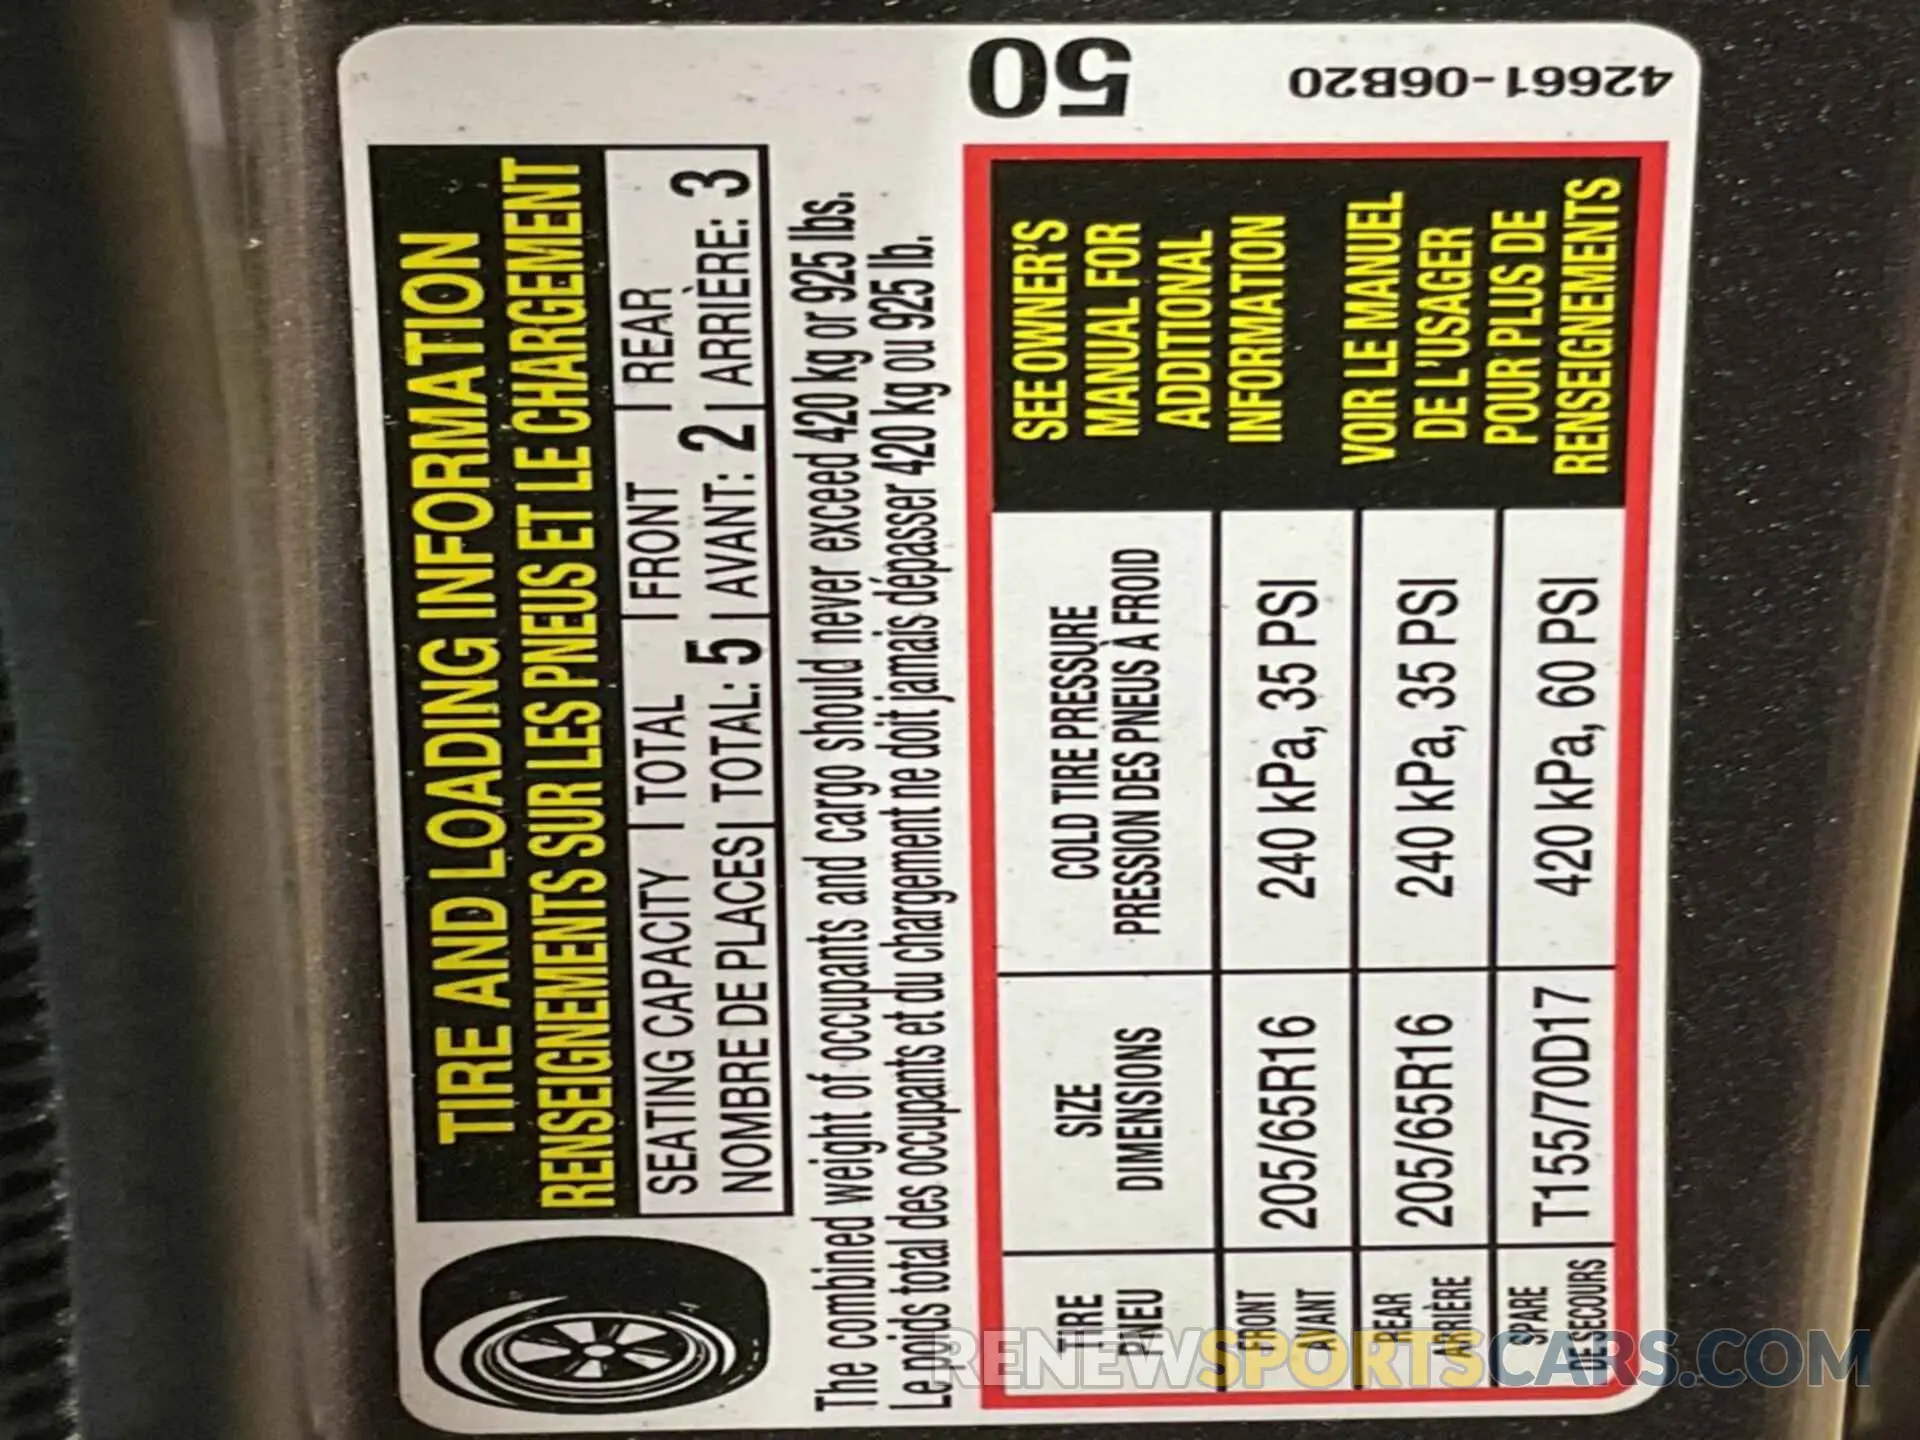 TIRE AND LOADING INFORMATION
RENSEIGNEMENTS SUR LES PNEUS ET LE CHARGEMENT
SEATING CAPACITY | TOTAL | FRONT | REAR
NOMBRE DE PLACES | TOTAL: 5 | AVANT: 2 | ARRIÈRE: 3
The combined weight of occupants and cargo should never exceed 420 kg or 925 lbs.
Le poids total des occupants et du chargement ne doit jamais dépasser 420 kg ou 925 lb.
TIRE SIZE COLD TIRE PRESSURE
PNEU DIMENSIONS PRESSION DES PNEUS À FROID
FRONT
AVANT 205/65R16 240 kPa, 35 PSI
REAR
ARRIÈRE 205/65R16 240 kPa, 35 PSI
SPARE
DE SECOURS T155/70D17 420 kPa, 60 PSI
SEE OWNER'S
MANUAL FOR
ADDITIONAL
INFORMATION
VOIR LE MANUEL
DE L'USAGER
POUR PLUS DE
RENSEIGNEMENTS
50
42661-06B20
RENEWSPORTSCARS.COM